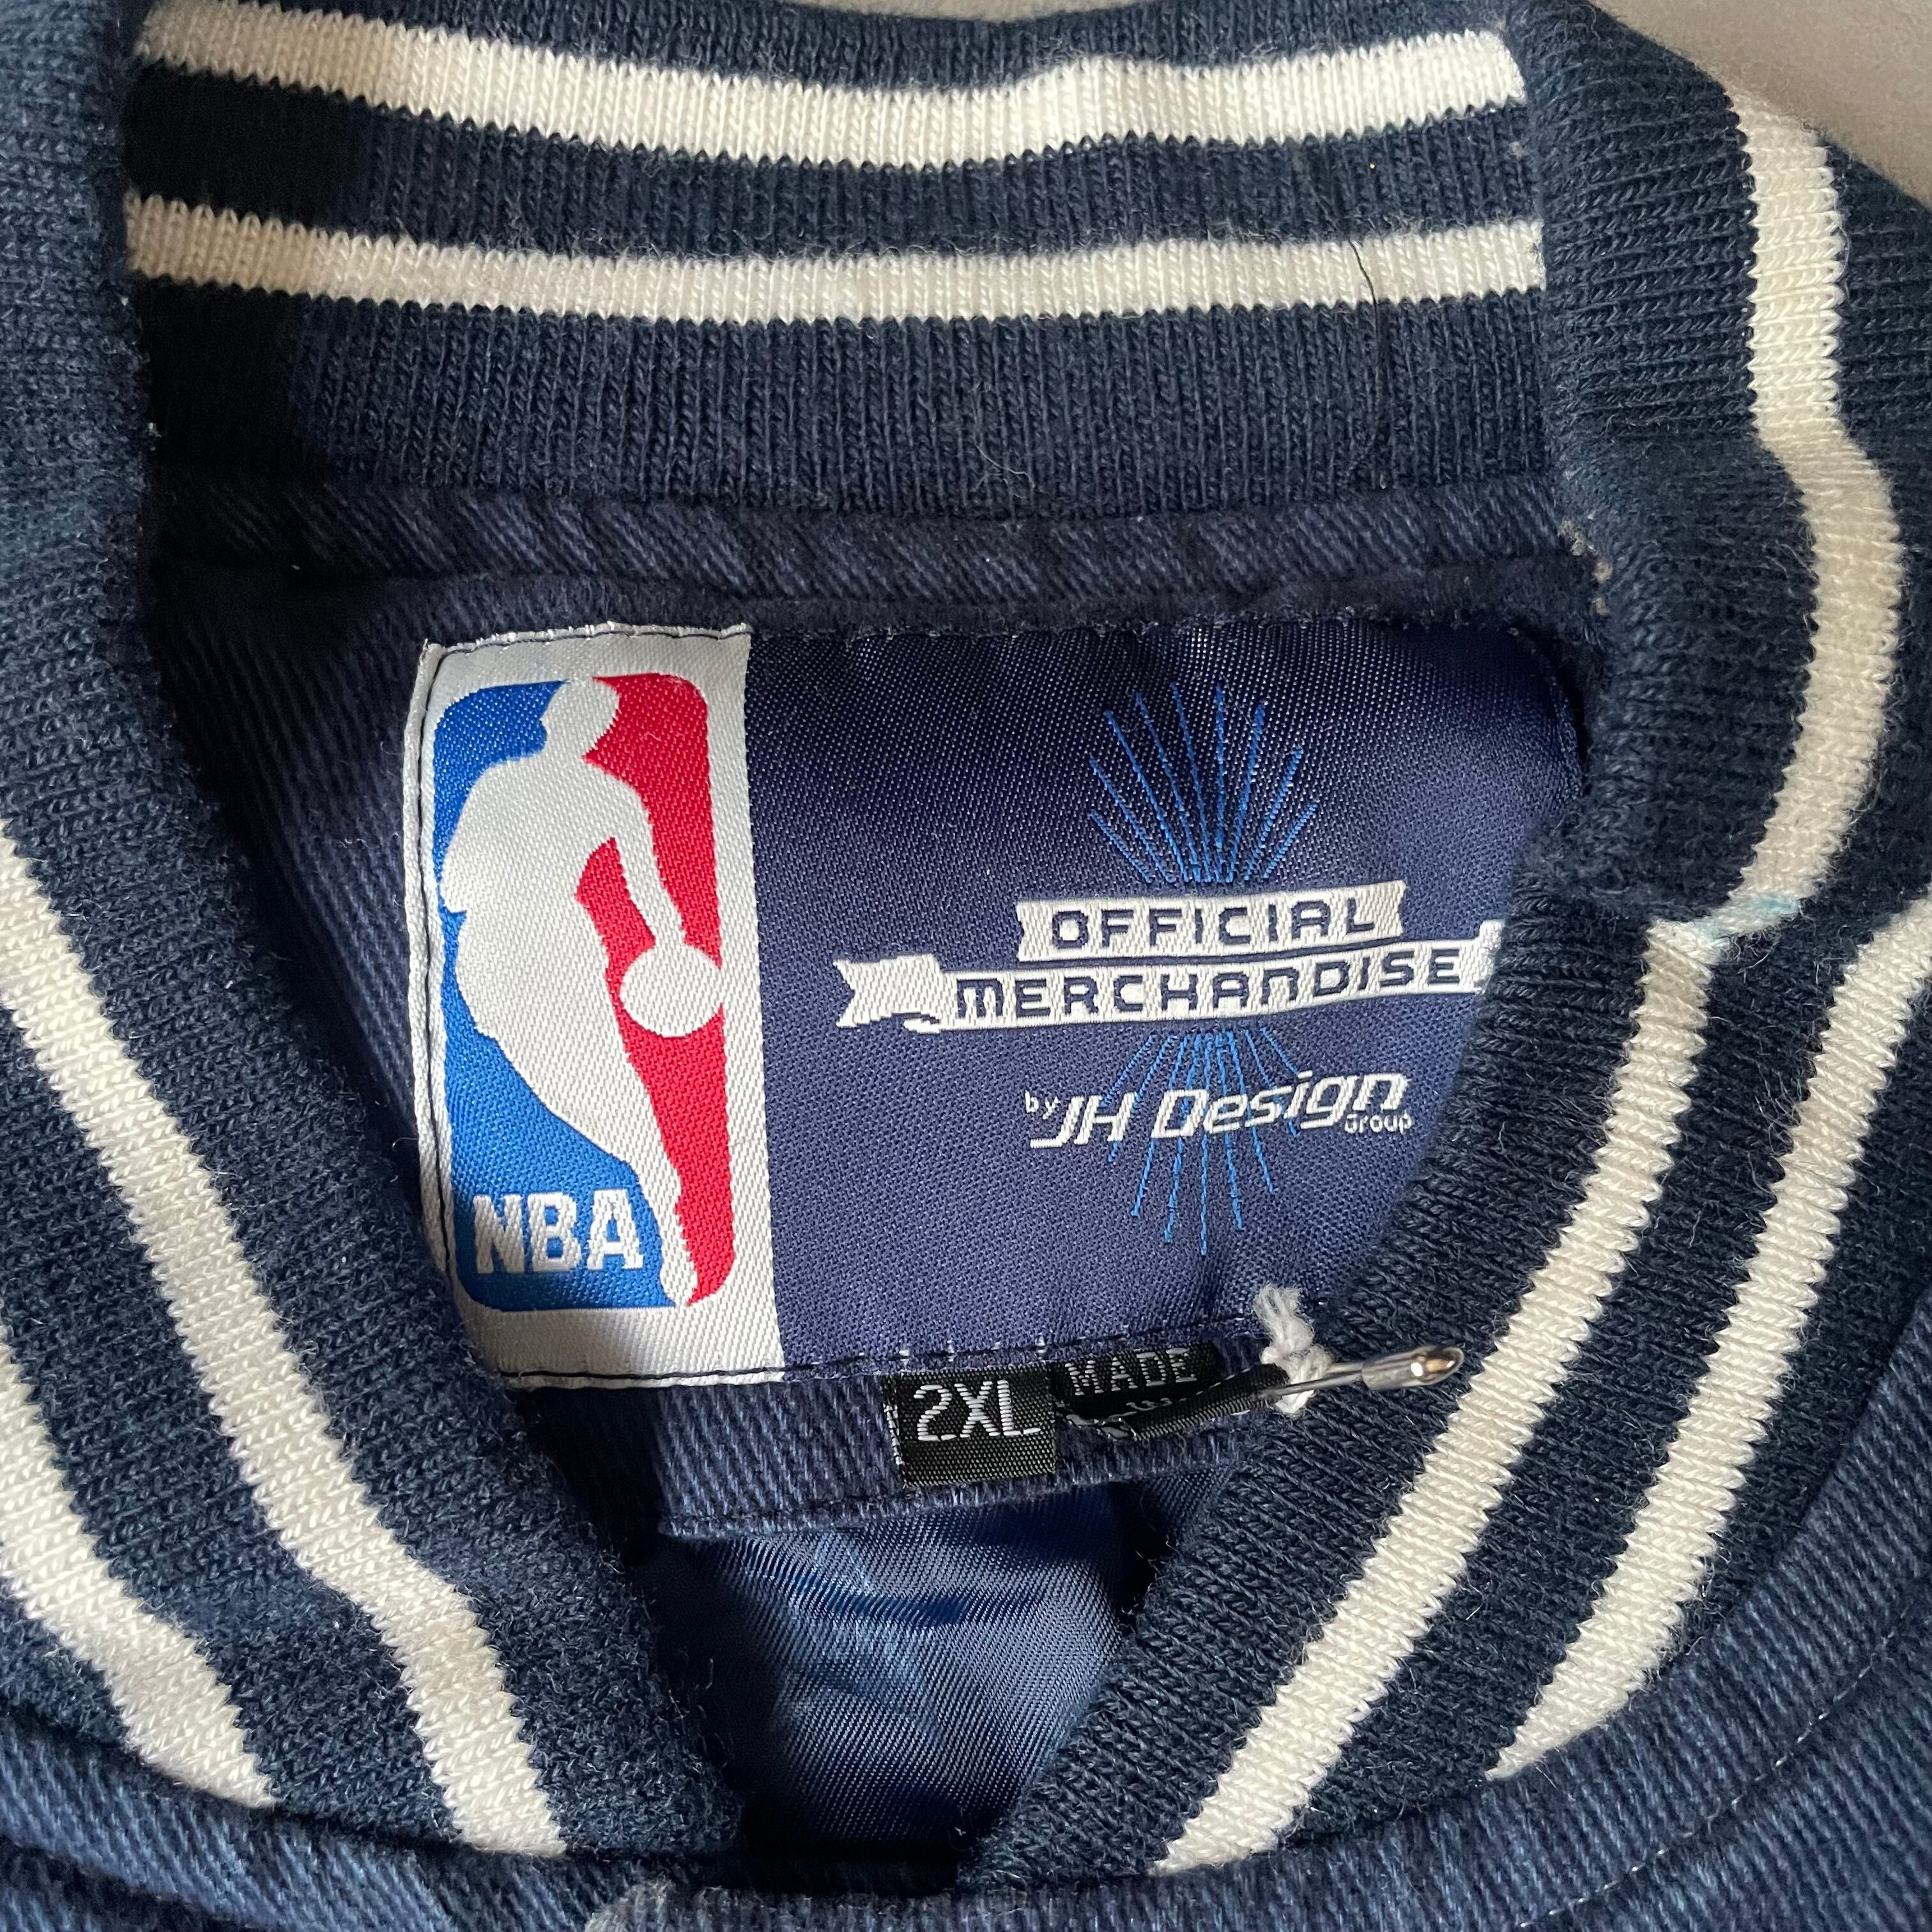 NBA
OFFICIAL
MERCHANDISE
by JH Design
Group
2XL
MADE